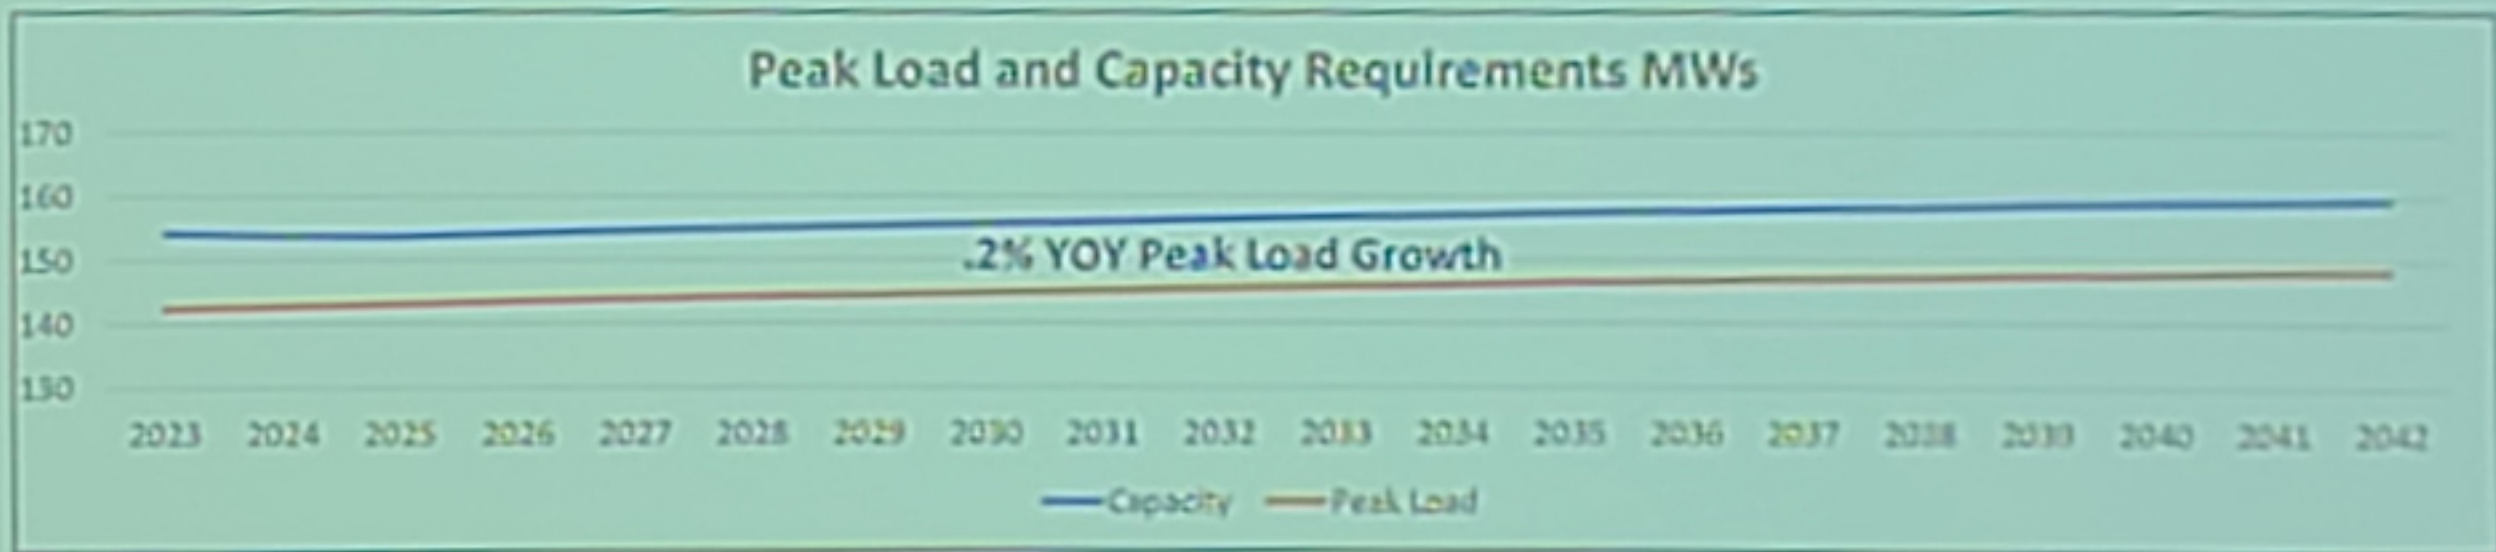 Peak Load and Capacity Requirements MWs
170
160
150
140
130
.2% YOY Peak Load Growth
2023 2024 2025 2026 2027 2028 2029 2030 2031 2032 2033 2034 2035 2036 2037 2038 2039 2040 2041 2042
Capacity Peak Load